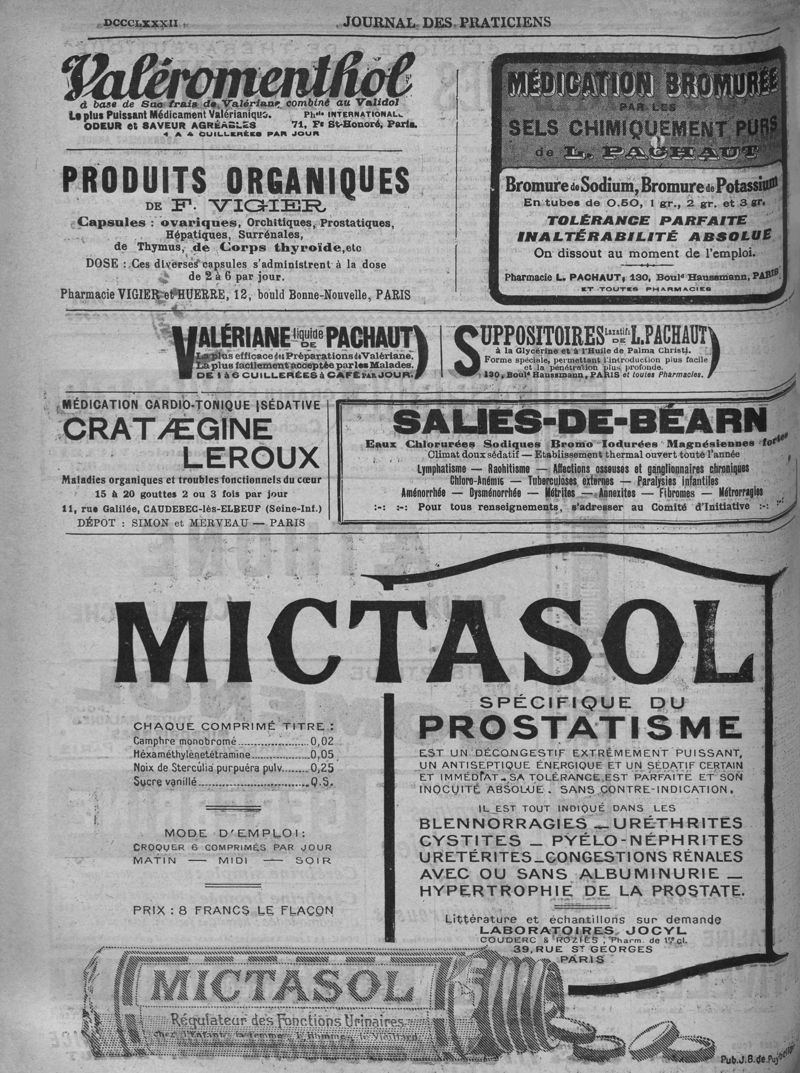 DCCCLXXXII
JOURNAL DES PRATICIENS
Valéromenthol
à base de Suc frais de Valériane combiné au Validol
Le plus Puissant Médicament Valérianique.
Phcie INTERNATIONALE
ODEUR et SAVEUR AGRÉABLES
71, Fg St-Honoré, Paris.
2 A 4 CUILLERÉES PAR JOUR
PRODUITS ORGANIQUES
DE F. VIGIER
Capsules : ovariques, Orchitiques, Prostatiques,
Hépatiques, Surrénales,
de Thymus, de Corps thyroïde, etc
DOSE : Ces diverses capsules s'administrent à la dose
de 2 à 6 par jour.
Pharmacie VIGIER et HUERRE, 12, bould Bonne-Nouvelle, PARIS
MÉDICATION BROMURÉE
PAR LES
SELS CHIMIQUEMENT PURS
de L. PACHAUT
Bromure de Sodium, Bromure de Potassium
En tubes de 0.50, 1 gr., 2 gr. et 3 gr.
TOLÉRANCE PARFAITE
INALTÉRABILITÉ ABSOLUE
On dissout au moment de l'emploi.
Pharmacie L. PACHAUT, 130, Bould Haussmann, PARIS
ET TOUTES PHARMACIES
VALÉRIANE liquide DE PACHAUT
La plus efficace des Préparations de Valériane.
La plus facilement acceptée par les Malades.
DE 1 à 6 CUILLERÉES à CAFÉ PAR JOUR.
SUPPOSITOIRES Laxatifs DE L. PACHAUT
à la Glycérine et à l'Huile de Palma Christi.
Forme spéciale, permettant l'introduction plus facile
et la pénétration plus profonde.
130, Bould Haussmann, PARIS et toutes Pharmacies.
MÉDICATION CARDIO-TONIQUE | SÉDATIVE
CRATÆGINE
LEROUX
Maladies organiques et troubles fonctionnels du cœur
15 à 20 gouttes 2 ou 3 fois par jour
11, rue Galilée, CAUDEBEC-lès-ELBEUF (Seine-Inf.)
DÉPÔT : SIMON et MERVEAU — PARIS
SALIES-DE-BÉARN
Eaux Chlorurées Sodiques Bromo Iodurées Magnésiennes fortes
Climat doux sédatif — Etablissement thermal ouvert toute l'année
Lymphatisme — Rachitisme — Affections osseuses et ganglionnaires chroniques
Chloro-Anémie — Tuberculoses externes — Paralysies infantiles
Aménorrhée — Dysménorrhée — Métrites — Annexites — Fibromes — Métrorragies
:-: :-: Pour tous renseignements, s'adresser au Comité d'Initiative :-: :-:
MICTASOL
CHAQUE COMPRIMÉ TITRE :
Camphre monobromé.....................0,02
Héxaméthylènetétramine.................0,05
Noix de Sterculia purpuéra pulv........0,25
Sucre vanillé..................................Q.S.
MODE D'EMPLOI :
CROQUER 6 COMPRIMÉS PAR JOUR
MATIN — MIDI — SOIR
PRIX : 8 FRANCS LE FLACON
SPÉCIFIQUE DU
PROSTATISME
EST UN DÉCONGESTIF EXTRÊMEMENT PUISSANT,
UN ANTISEPTIQUE ÉNERGIQUE ET UN SÉDATIF CERTAIN
ET IMMÉDIAT - SA TOLÉRANCE EST PARFAITE ET SON
INOCUITÉ ABSOLUE. SANS CONTRE-INDICATION.
IL EST TOUT INDIQUÉ DANS LES
BLENNORRAGIES _ URÉTHRITES
CYSTITES _ PYÉLO-NÉPHRITES
URETÉRITES _ CONGESTIONS RÉNALES
AVEC OU SANS ALBUMINURIE _
HYPERTROPHIE DE LA PROSTATE.
Littérature et échantillons sur demande
LABORATOIRES JOCYL
COUDERC & ROZIÈS, Pharm. de 1re cl.
39, RUE ST GEORGES
PARIS
MICTASOL
Régulateur des Fonctions Urinaires
chez l'Enfant, la Femme, l'Homme, le Vieillard.
Pub. J. B. de